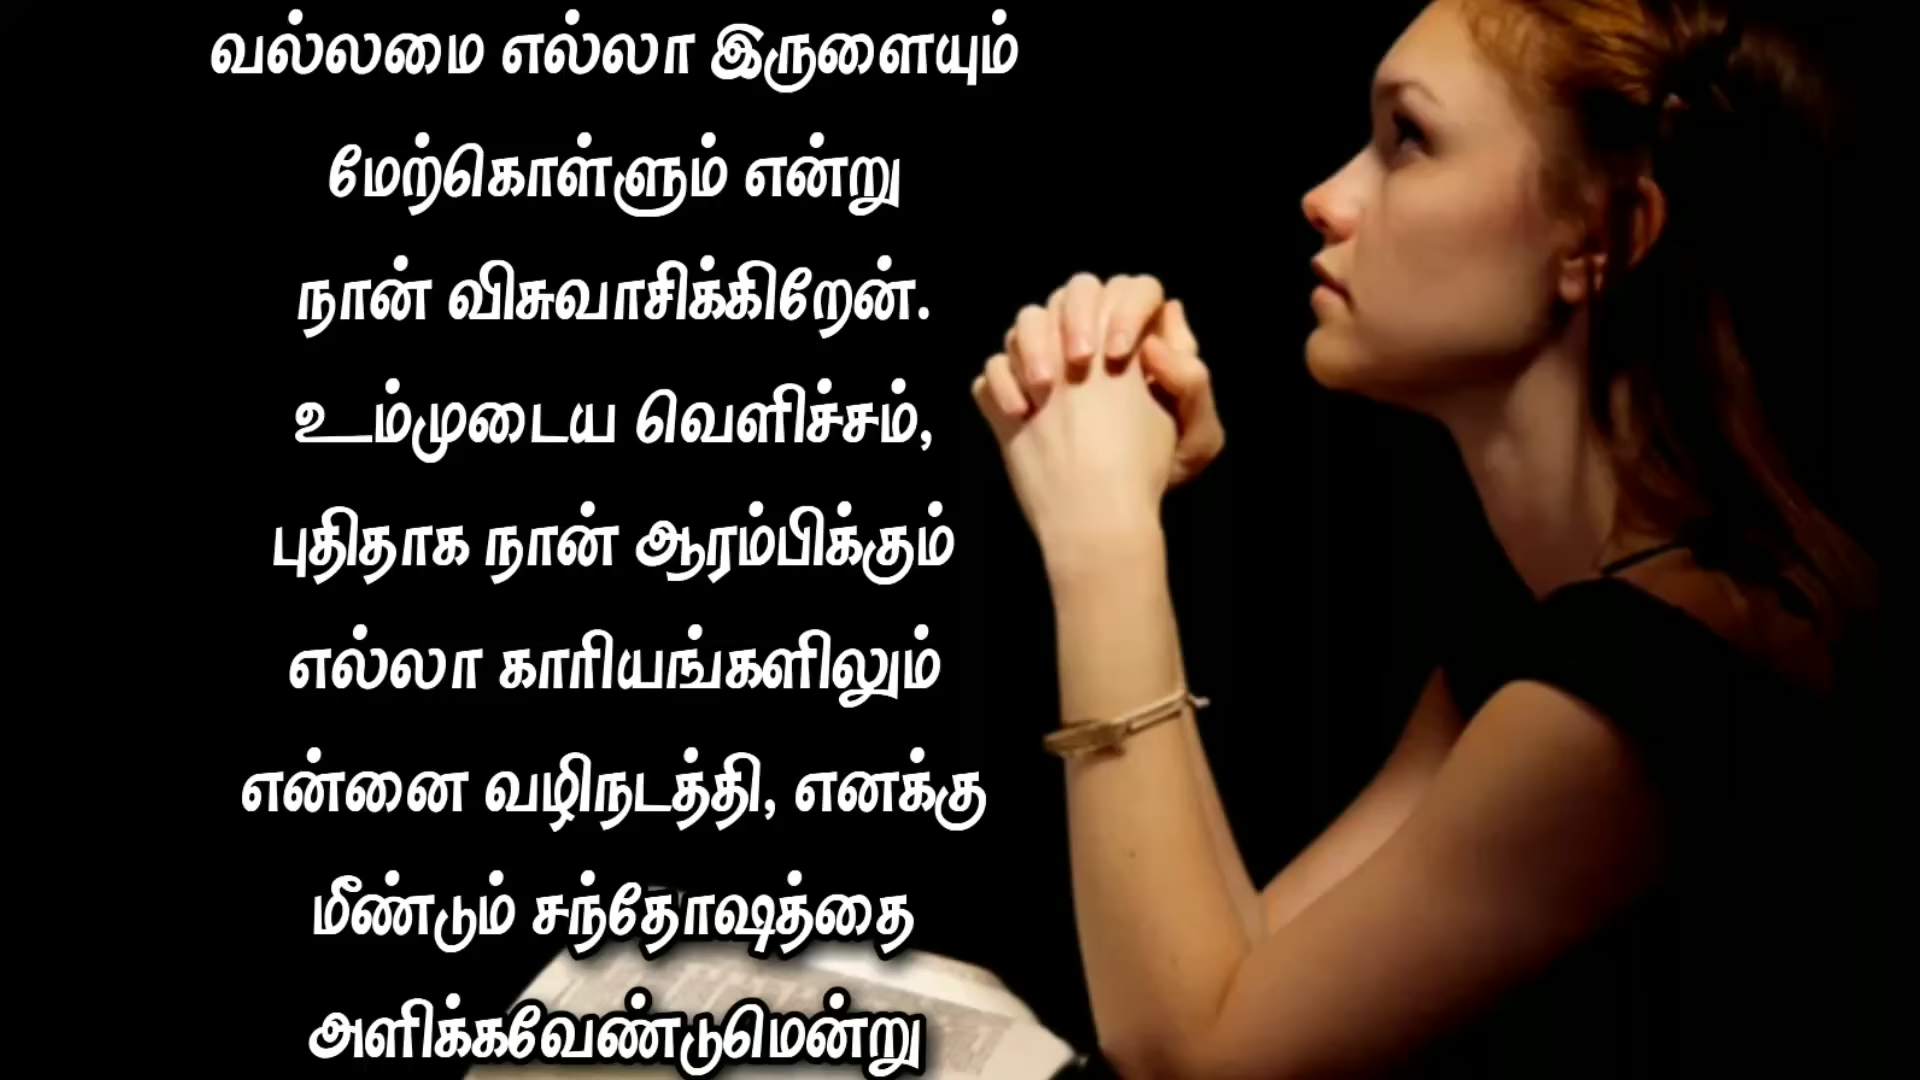 வல்லமை எல்லா இருளையும்
மேற்கொள்ளும் என்று
நான் விசுவாசிக்கிறேன்.
உம்முடைய வெளிச்சம்,
புதிதாக நான் ஆரம்பிக்கும்
எல்லா காரியங்களிலும்
என்னை வழிநடத்தி, எனக்கு
மீண்டும் சந்தோஷத்தை
அளிக்கவேண்டுமென்று